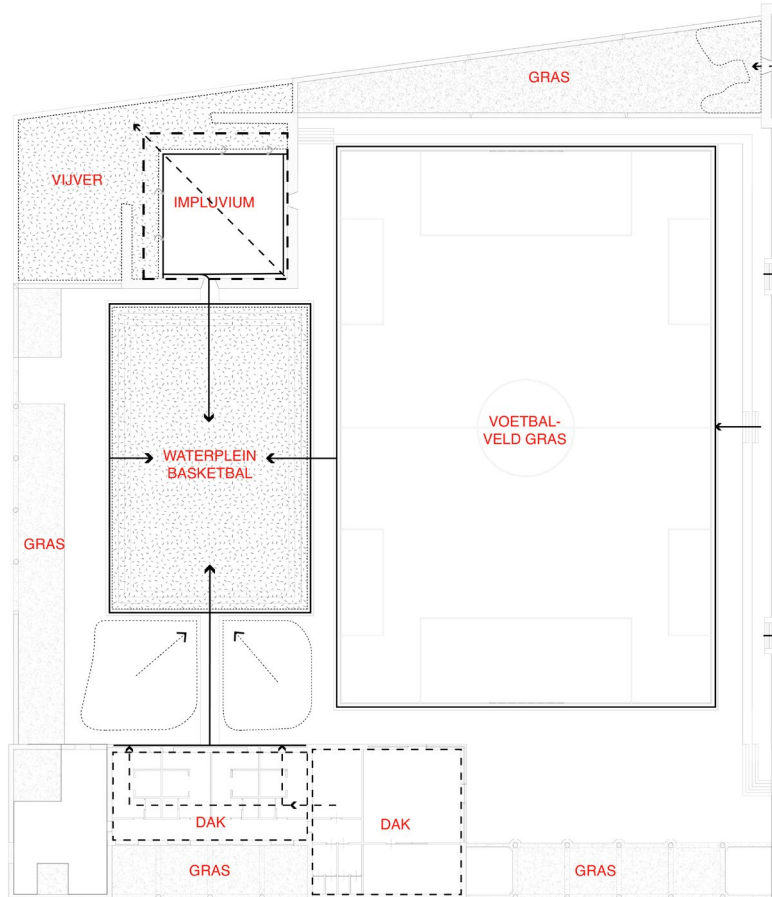 GRAS
VIJVER
IMPLUVIUM
VOETBAL-
VELD GRAS
WATERPLEIN
BASKETBAL
GRAS
DAK
DAK
GRAS
GRAS